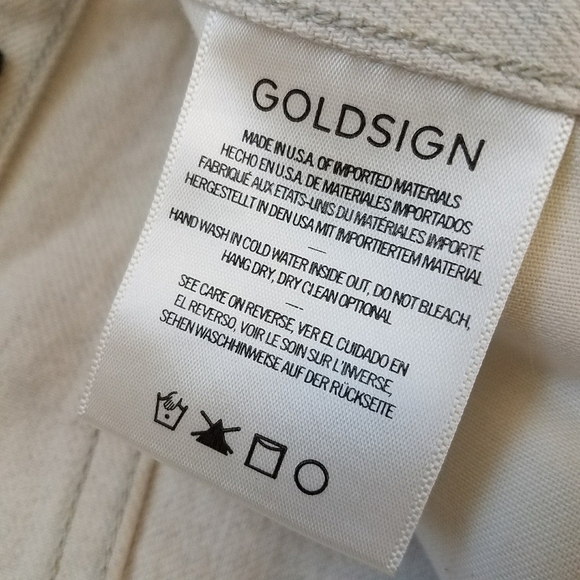 GOLDSIGN
MADE IN U.S.A. OF IMPORTED MATERIALS
HECHO EN U.S.A. DE MATERIALES IMPORTADOS
FABRIQUÉ AUX ETATS-UNIS DU MATÉRIALES IMPORTÉ
HERGESTELLT IN DEN USA MIT IMPORTIERTEM MATERIAL
—
HAND WASH IN COLD WATER INSIDE OUT, DO NOT BLEACH,
HANG DRY, DRY CLEAN OPTIONAL
—
SEE CARE ON REVERSE, VER EL CUIDADO EN
EL REVERSO, VOIR LE SOIN SUR L'INVERSE,
SEHEN WASCHHINWEISE AUF DER RÜCKSEITE